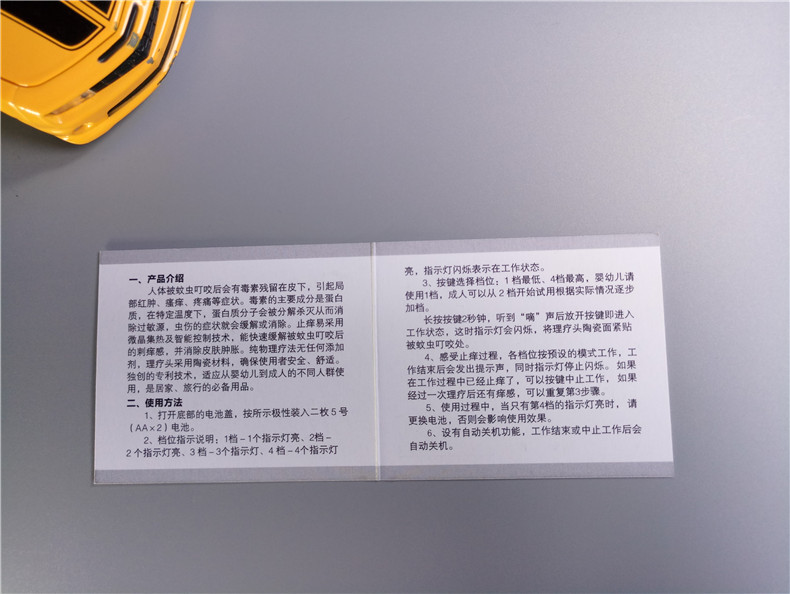 一、产品介绍
人体被蚊虫叮咬后会有毒素残留在皮下，引起局
部红肿、瘙痒、疼痛等症状。毒素的主要成分是蛋白
质，在特定温度下，蛋白质分子会被分解杀灭从而消
除过敏源，虫伤的症状就会缓解或消除。止痒易采用
微晶集热及智能控制技术，能快速缓解被蚊虫叮咬后
的刺痒感，并消除皮肤肿胀。纯物理疗法无任何添加
剂，理疗头采用陶瓷材料，确保使用者安全、舒适。
独创的专利技术，适应从婴幼儿到成人的不同人群使
用，是居家、旅行的必备用品。
二、使用方法
1、打开底部的电池盖，按所示极性装入二枚5号
（AA×2）电池。
2、档位指示说明：1档－1个指示灯亮、2档－
2个指示灯亮、3档－3个指示灯、4档－4个指示灯
亮，指示灯闪烁表示在工作状态。
3、按键选择档位：1档最低、4档最高，婴幼儿请
使用1档，成人可以从2档开始试用根据实际情况逐步
加档。
长按按键2秒钟，听到“嘀”声后放开按键即进入
工作状态，这时指示灯会闪烁，将理疗头陶瓷面紧贴
被蚊虫叮咬处。
4、感受止痒过程，各档位按预设的模式工作，工
作结束后会发出提示声，同时指示灯停止闪烁。如果
在工作过程中已经止痒了，可以按键中止工作，如果
经过一次理疗后还有痒感，可以重复第3步骤。
5、使用过程中，当只有第4档的指示灯亮时，请
更换电池，否则会影响使用效果。
6、设有自动关机功能，工作结束或中止工作后会
自动关机。